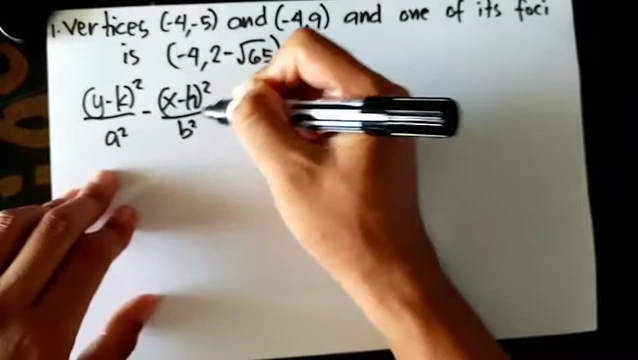 1. Vertices (-4,-5) and (-4,9) and one of its foci
is (-4, 2-√65)
(y-k)² - (x-h)²
a² b²